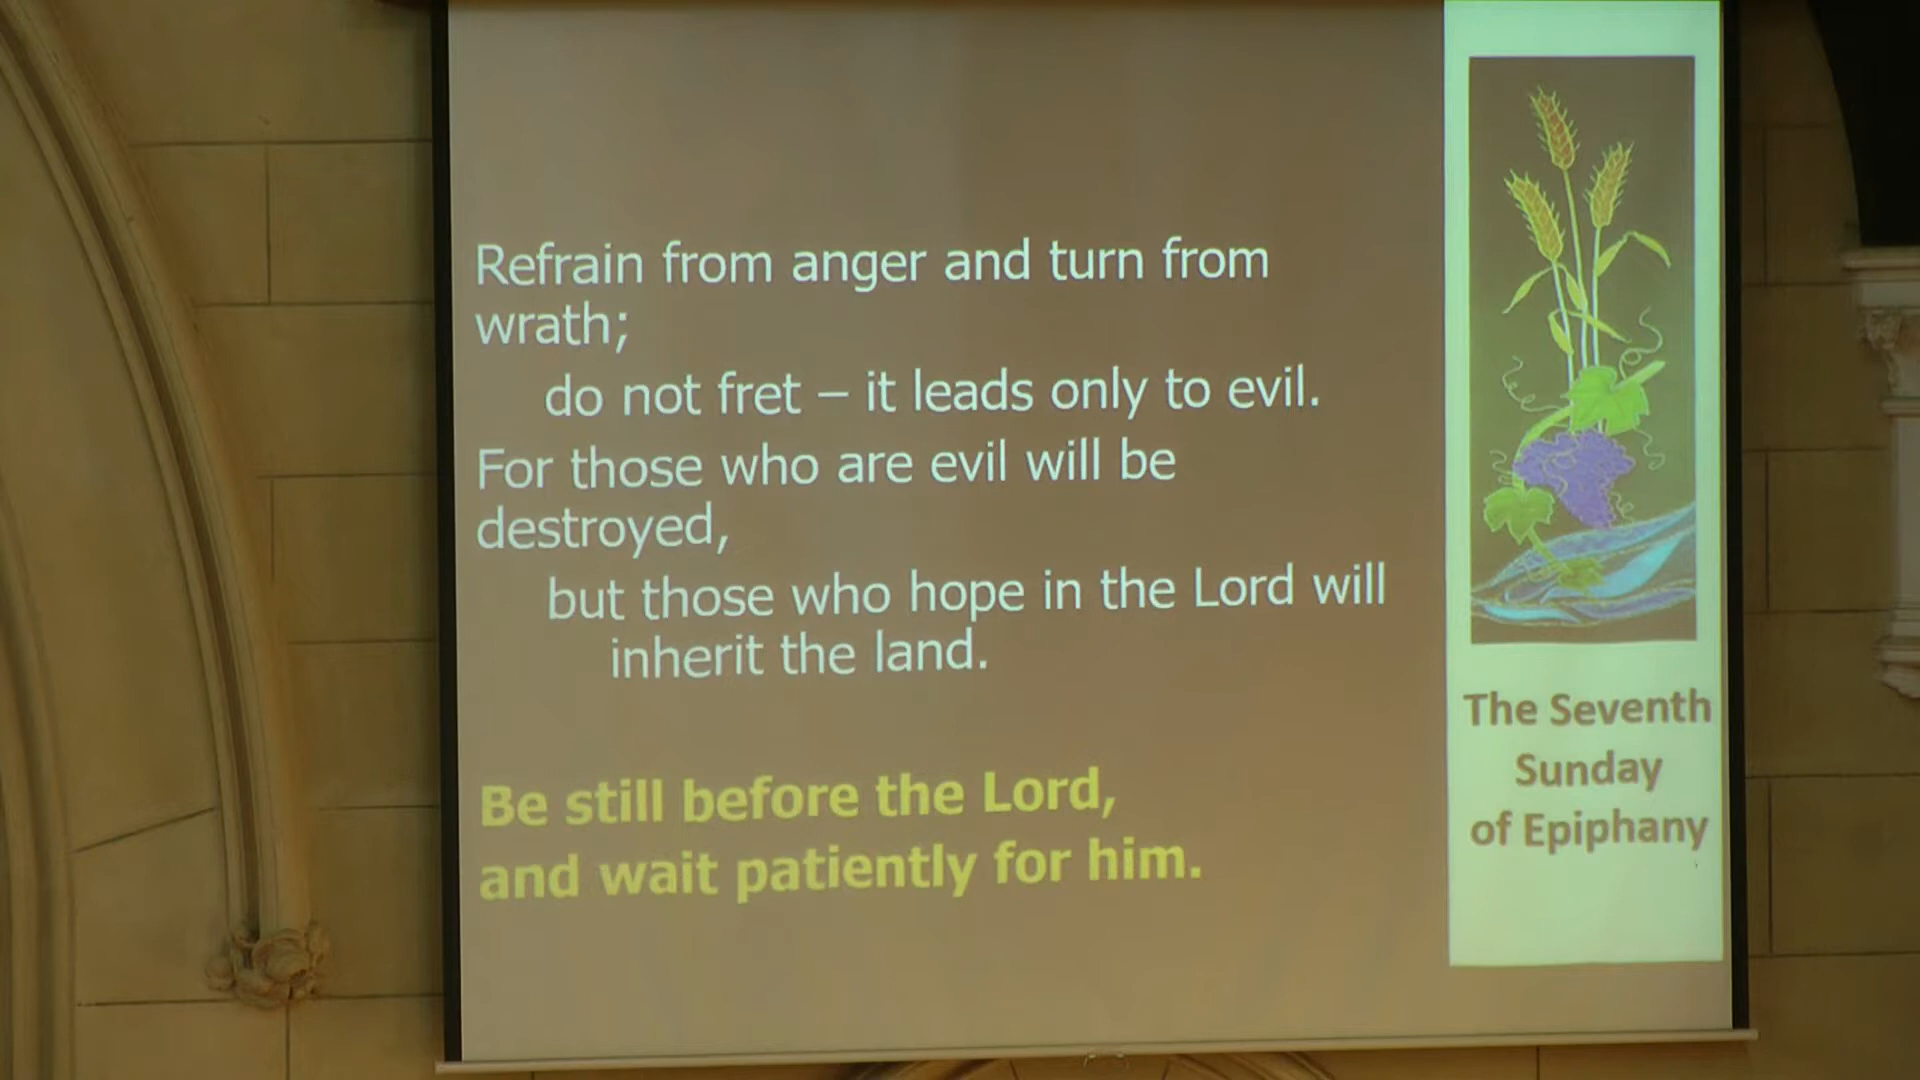 Refrain from anger and turn from
wrath;
do not fret – it leads only to evil.
For those who are evil will be
destroyed,
but those who hope in the Lord will
inherit the land.
Be still before the Lord,
and wait patiently for him.
The Seventh
Sunday
of Epiphany